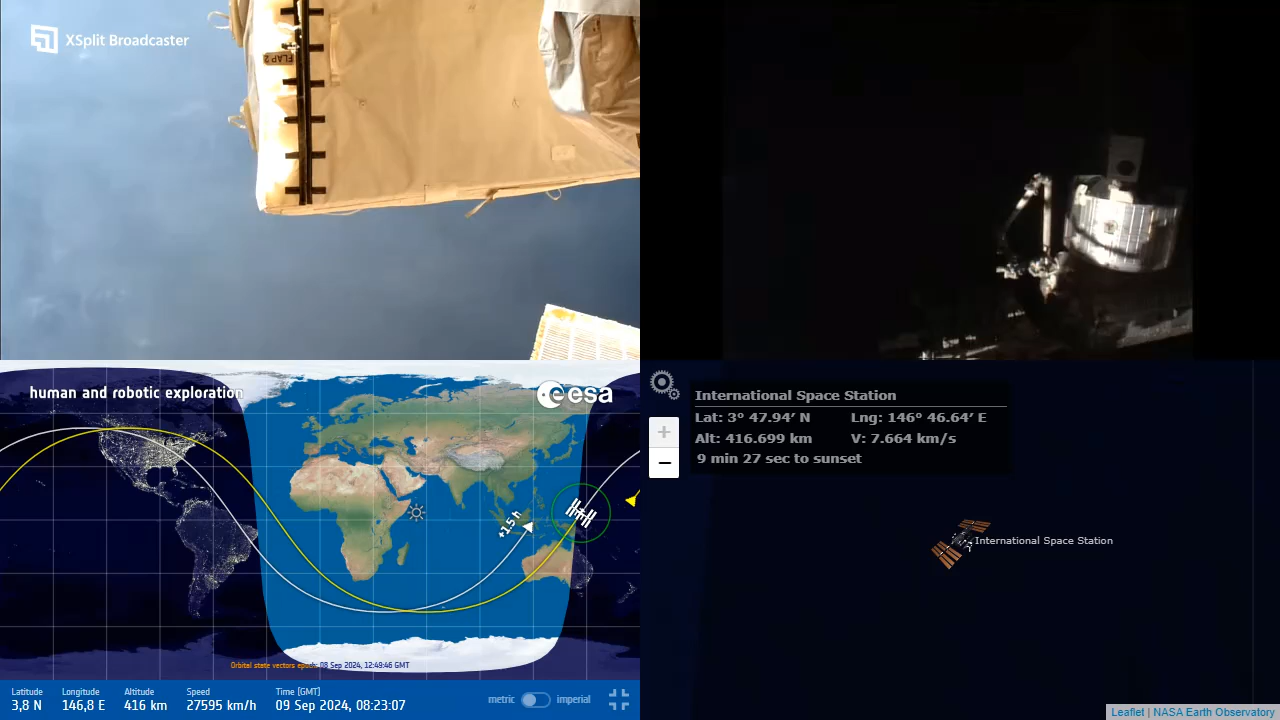 XSplit Broadcaster
FLAP 2
human and robotic exploration
esa
+1.5 h
Orbital state vectors epoch: 08 Sep 2024, 12:49:46 GMT
Latitude
3,8 N
Longitude
146,8 E
Altitude
416 km
Speed
27595 km/h
Time [GMT]
09 Sep 2024, 08:23:07
metric
imperial
International Space Station
Lat: 3° 47.94′ N Lng: 146° 46.64′ E
Alt: 416.699 km V: 7.664 km/s
9 min 27 sec to sunset
+
−
International Space Station
Leaflet | NASA Earth Observatory